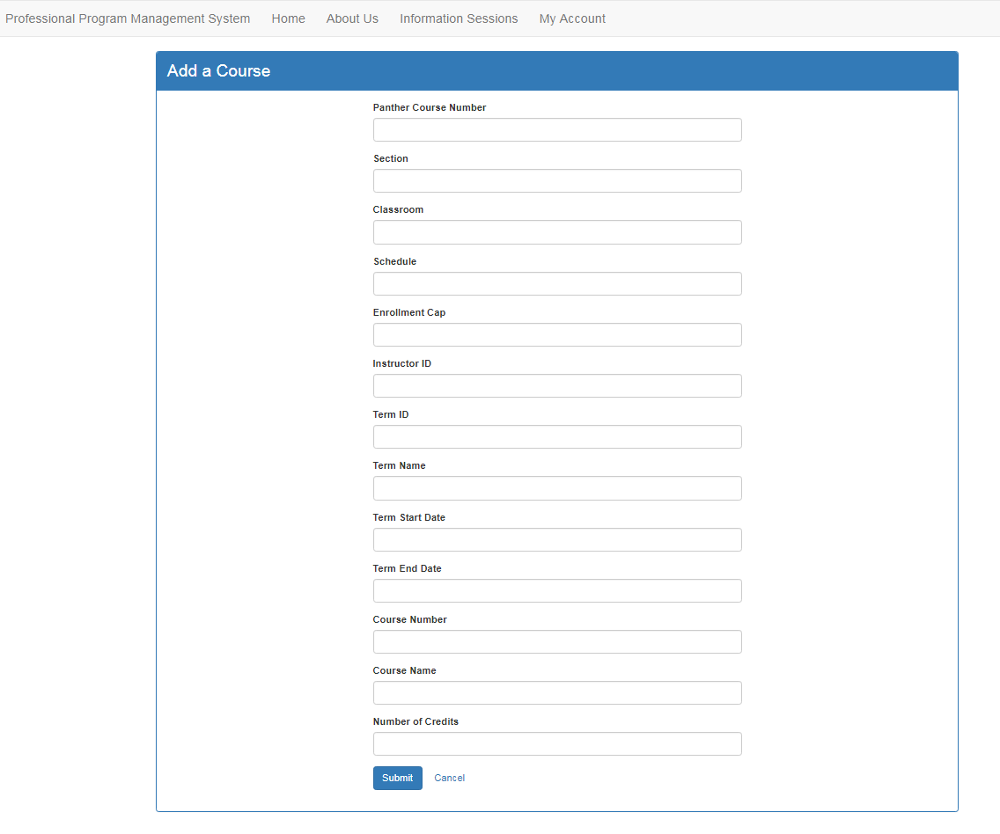 Professional Program Management System Home About Us Information Sessions My Account
Add a Course
Panther Course Number
Section
Classroom
Schedule
Enrollment Cap
Instructor ID
Term ID
Term Name
Term Start Date
Term End Date
Course Number
Course Name
Number of Credits
Submit Cancel